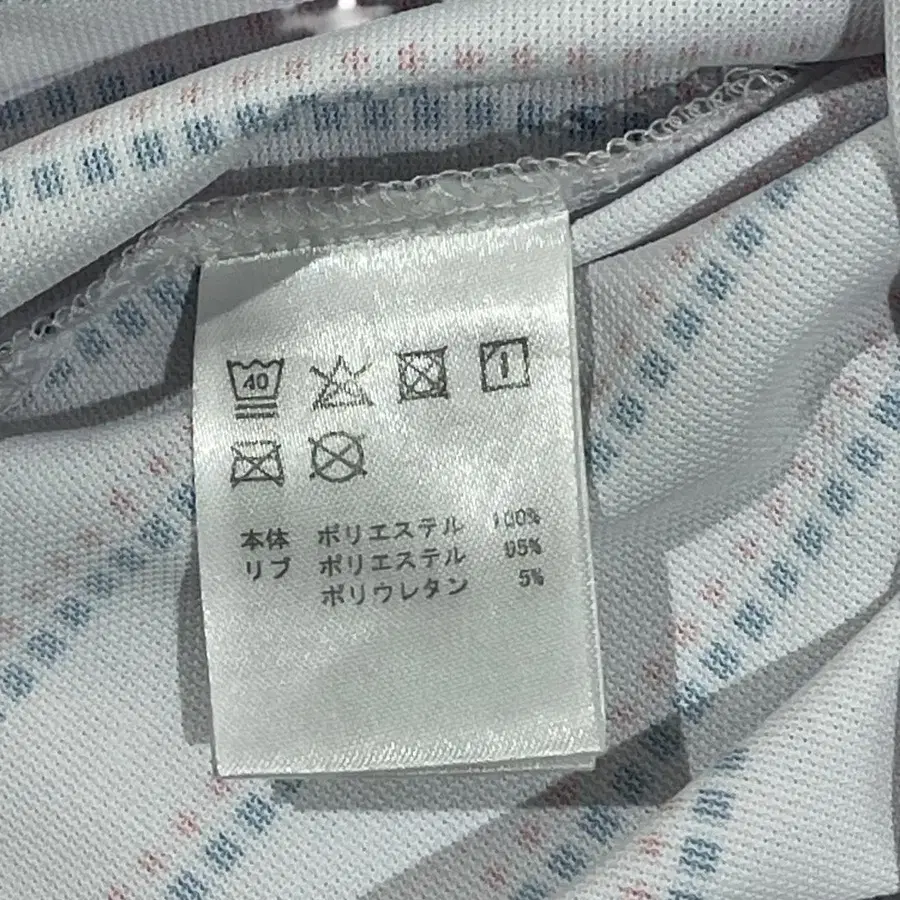 40
本体 ポリエステル 100%
リブ ポリエステル 95%
ポリウレタン 5%